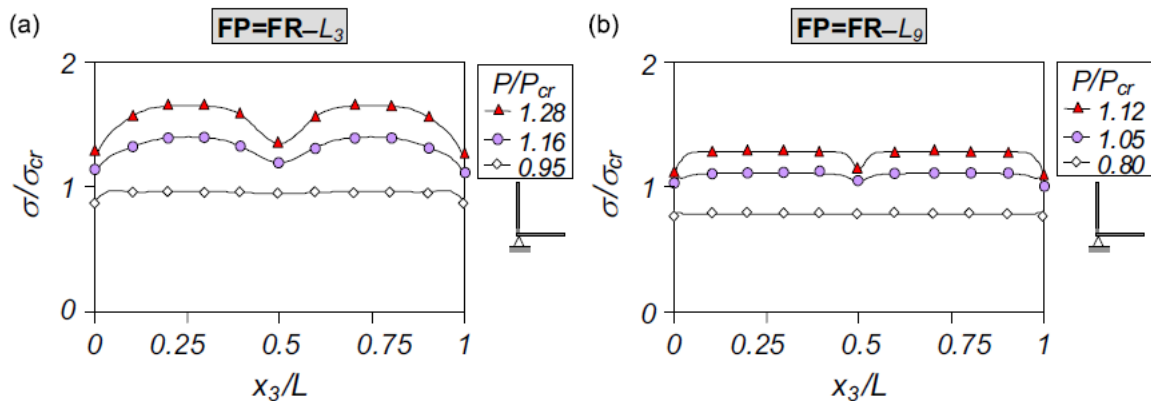 (a)
FP=FR–L3
2
1
0
σ/σcr
0
0.25
0.5
0.75
1
x3/L
P/Pcr
1.28
1.16
0.95
(b)
FP=FR–L9
2
1
0
σ/σcr
0
0.25
0.5
0.75
1
x3/L
P/Pcr
1.12
1.05
0.80